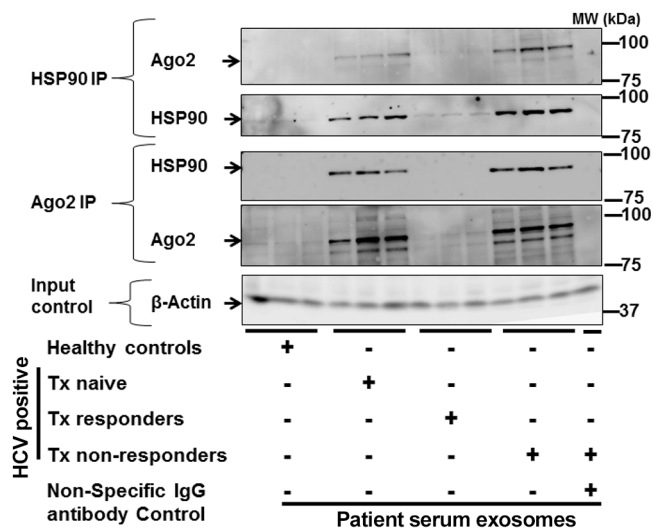 MW (kDa)
HSP90 IP
Ago2
100
75
HSP90
100
75
Ago2 IP
HSP90
100
75
Ago2
100
75
Input control
β-Actin
37
Healthy controls + - - - -
HCV positive
Tx naive - + - - -
Tx responders - - + - -
Tx non-responders - - - + +
Non-Specific IgG
antibody Control - - - - +
Patient serum exosomes